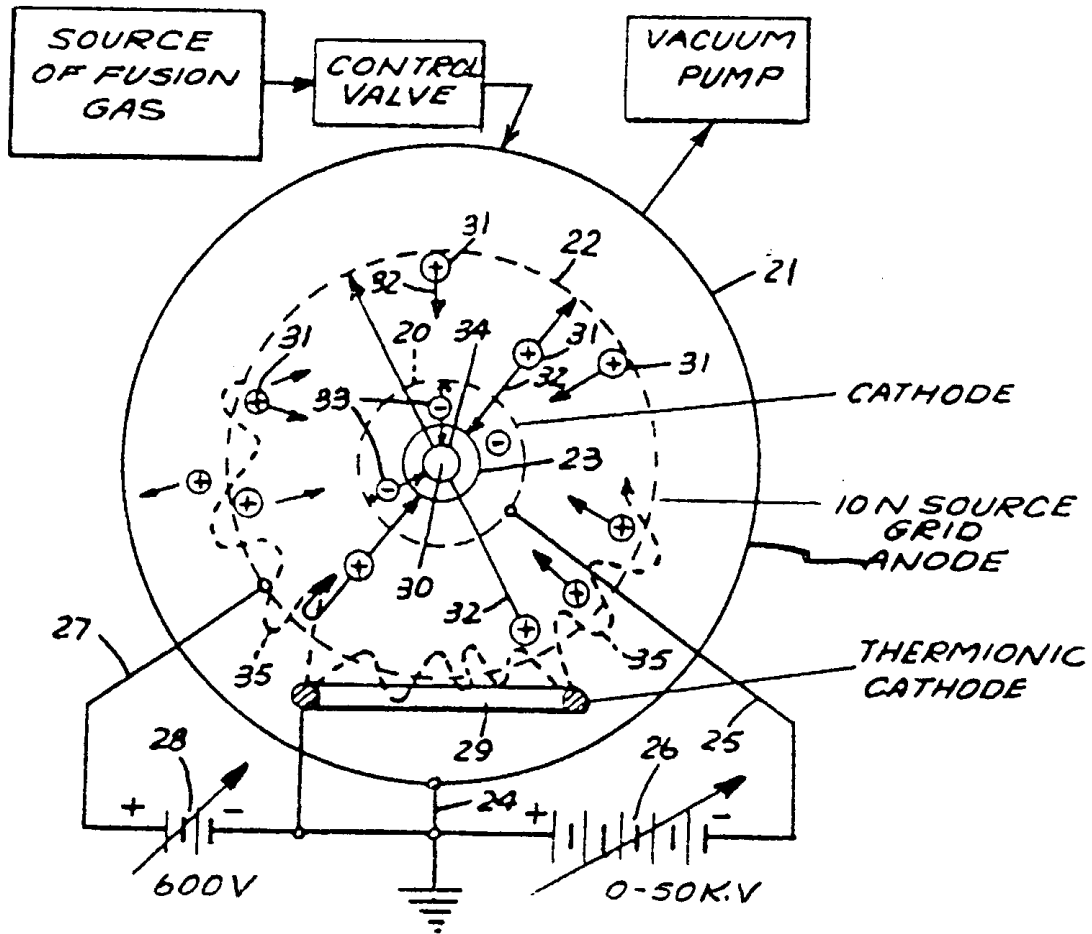 SOURCE
OF FUSION
GAS
CONTROL
VALVE
VACUUM
PUMP
31
22
21
32
20
34
31
31
31
32
33
CATHODE
23
ION SOURCE
GRID
ANODE
30
27
32
35
35
THERMIONIC
CATHODE
29
25
28
26
24
+
-
+
-
600V
0-50K.V